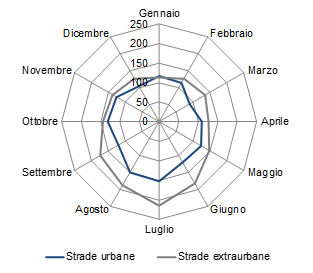 Gennaio
250
Dicembre
200
Febbraio
150
Novembre
100
Marzo
50
Ottobre
0
Aprile
Settembre
Maggio
Agosto
Giugno
Luglio
Strade urbane
Strade extraurbane